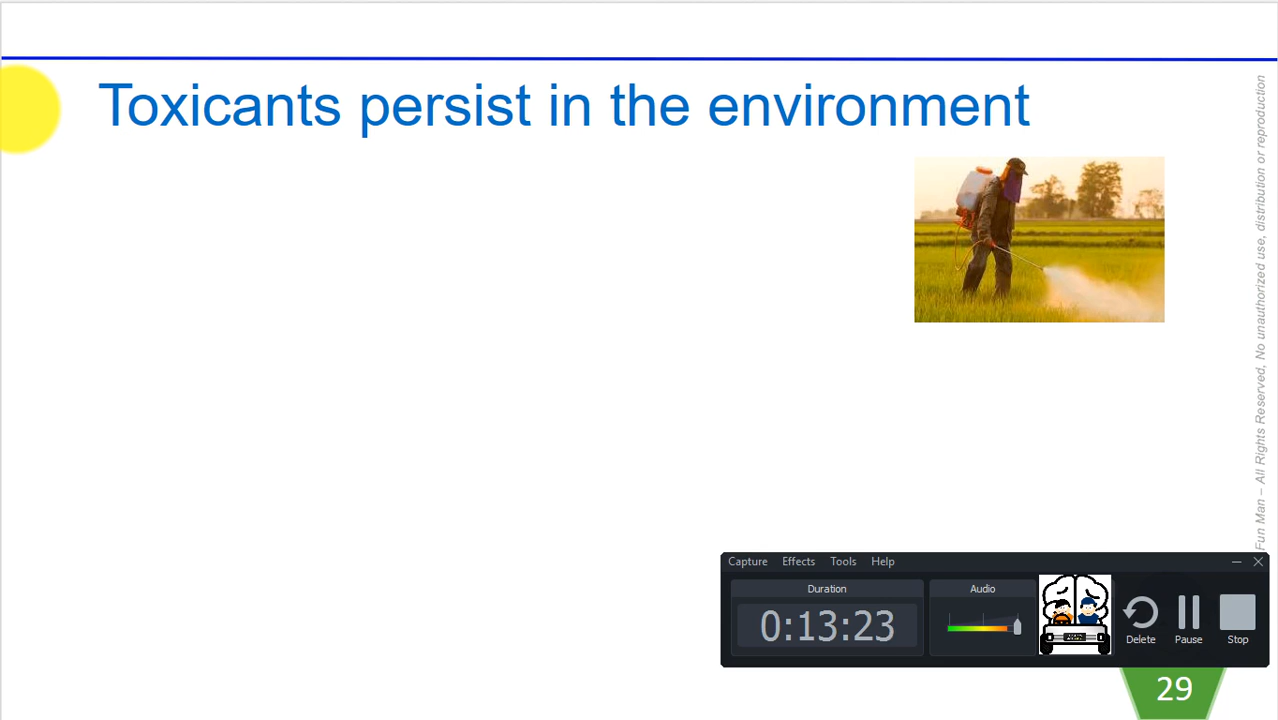 Toxicants persist in the environment
Fun Man – All Rights Reserved, No unauthorized use, distribution or reproduction
Capture Effects Tools Help
Duration
0:13:23
Audio
Delete
Pause
Stop
29